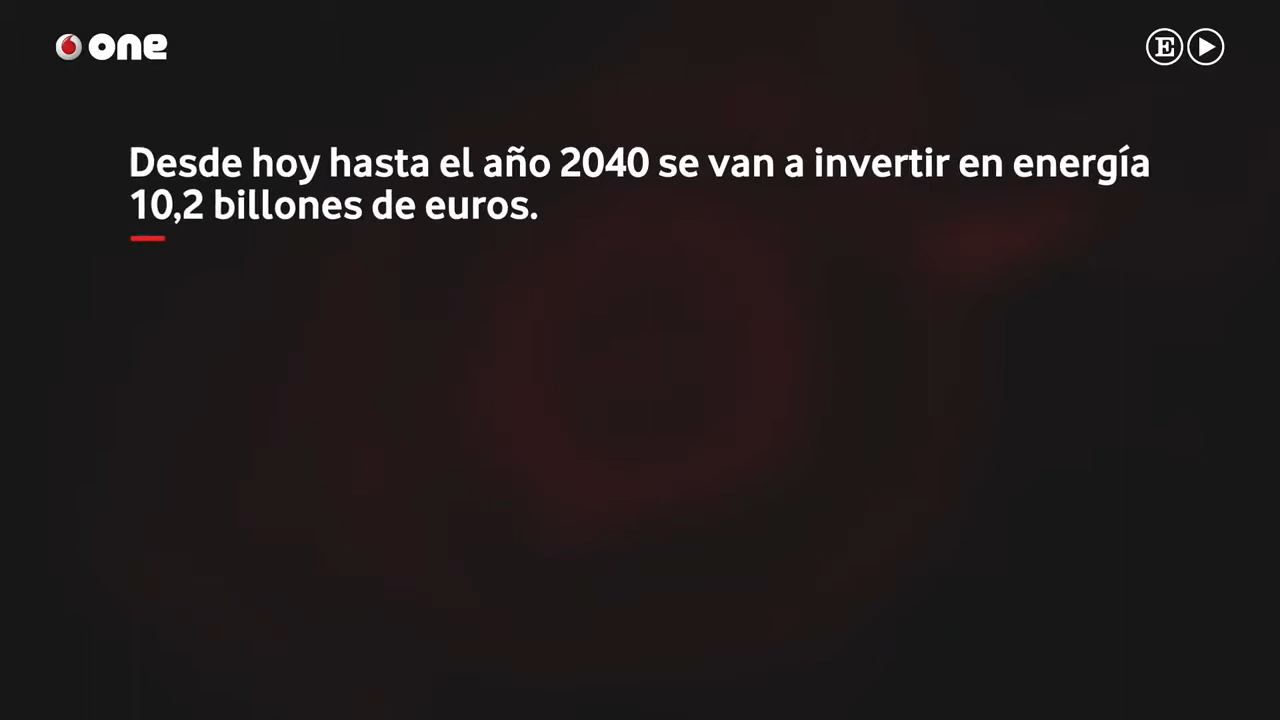 one
E
Desde hoy hasta el año 2040 se van a invertir en energía
10,2 billones de euros.